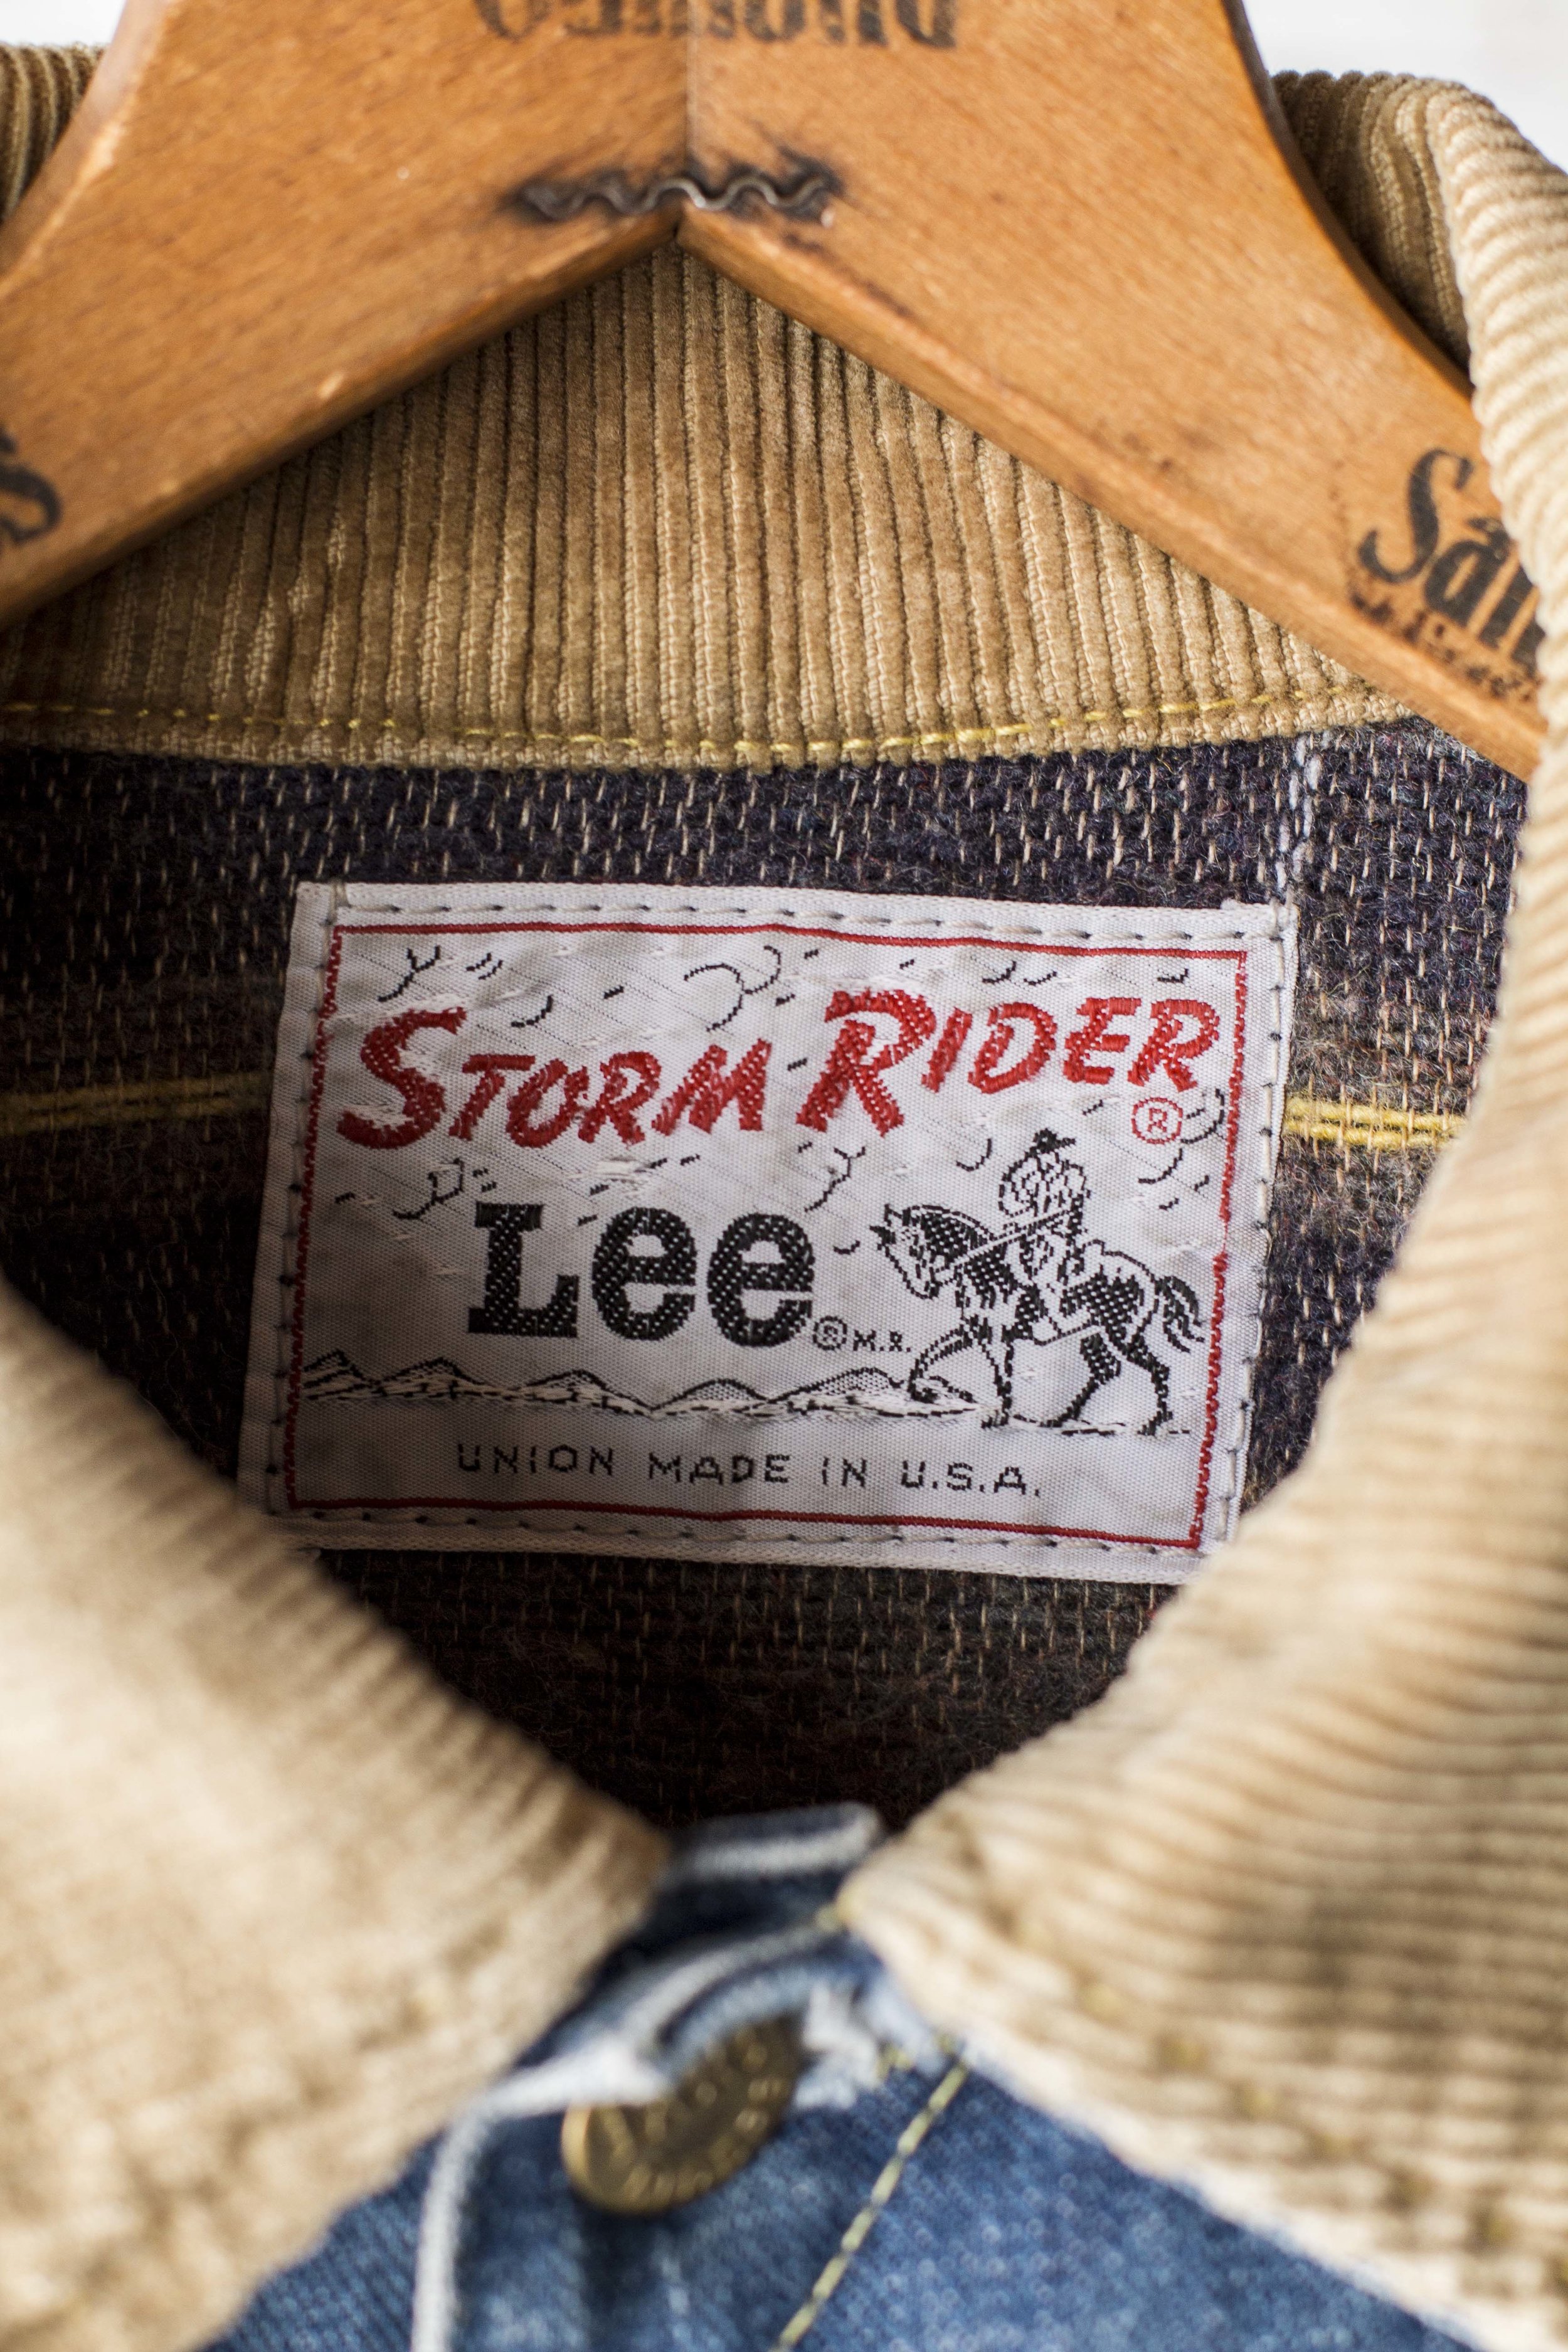 STORM RIDER ®
Lee ® M.R.
UNION MADE IN U.S.A.